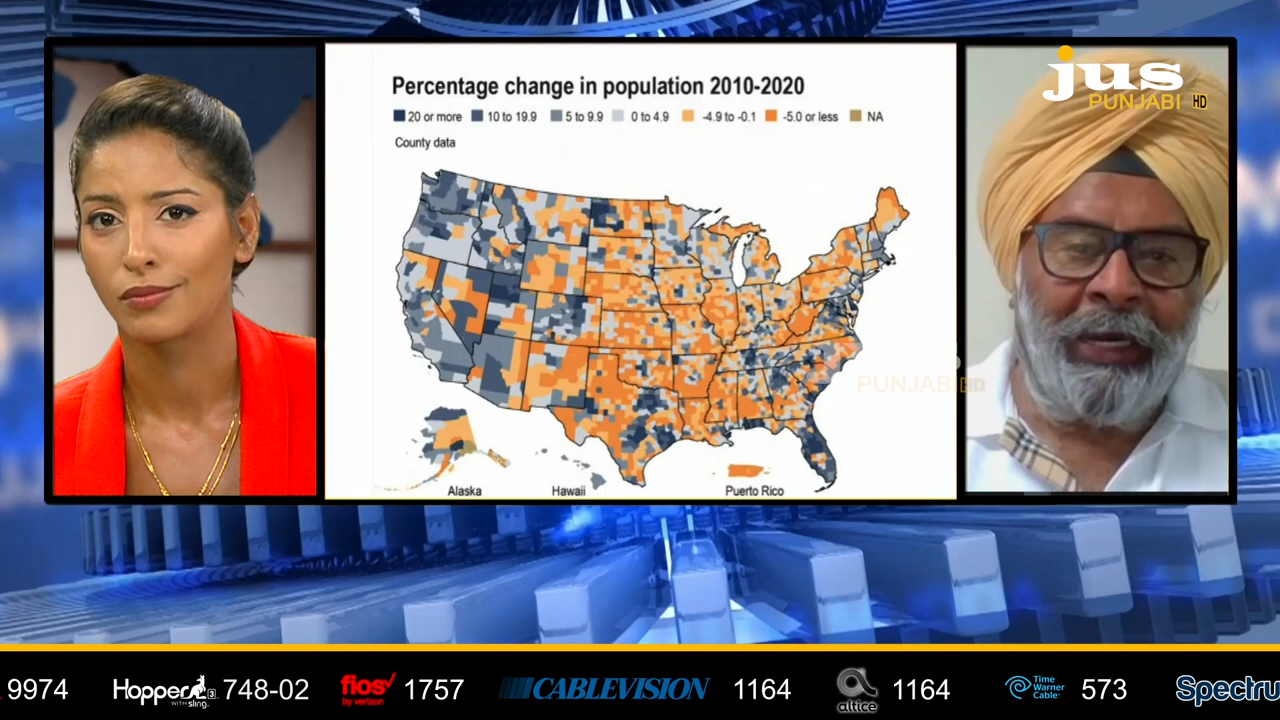 jus
PUNJABI HD
Percentage change in population 2010-2020
20 or more 10 to 19.9 5 to 9.9 0 to 4.9 -4.9 to -0.1 -5.0 or less NA
County data
PUNJAB HD
Alaska Hawaii Puerto Rico
9974 HOPPER 3 WITH sling. 748-02 fios by verizon 1757 CABLEVISION 1164 altice 1164 Time Warner Cable 573 Spectru